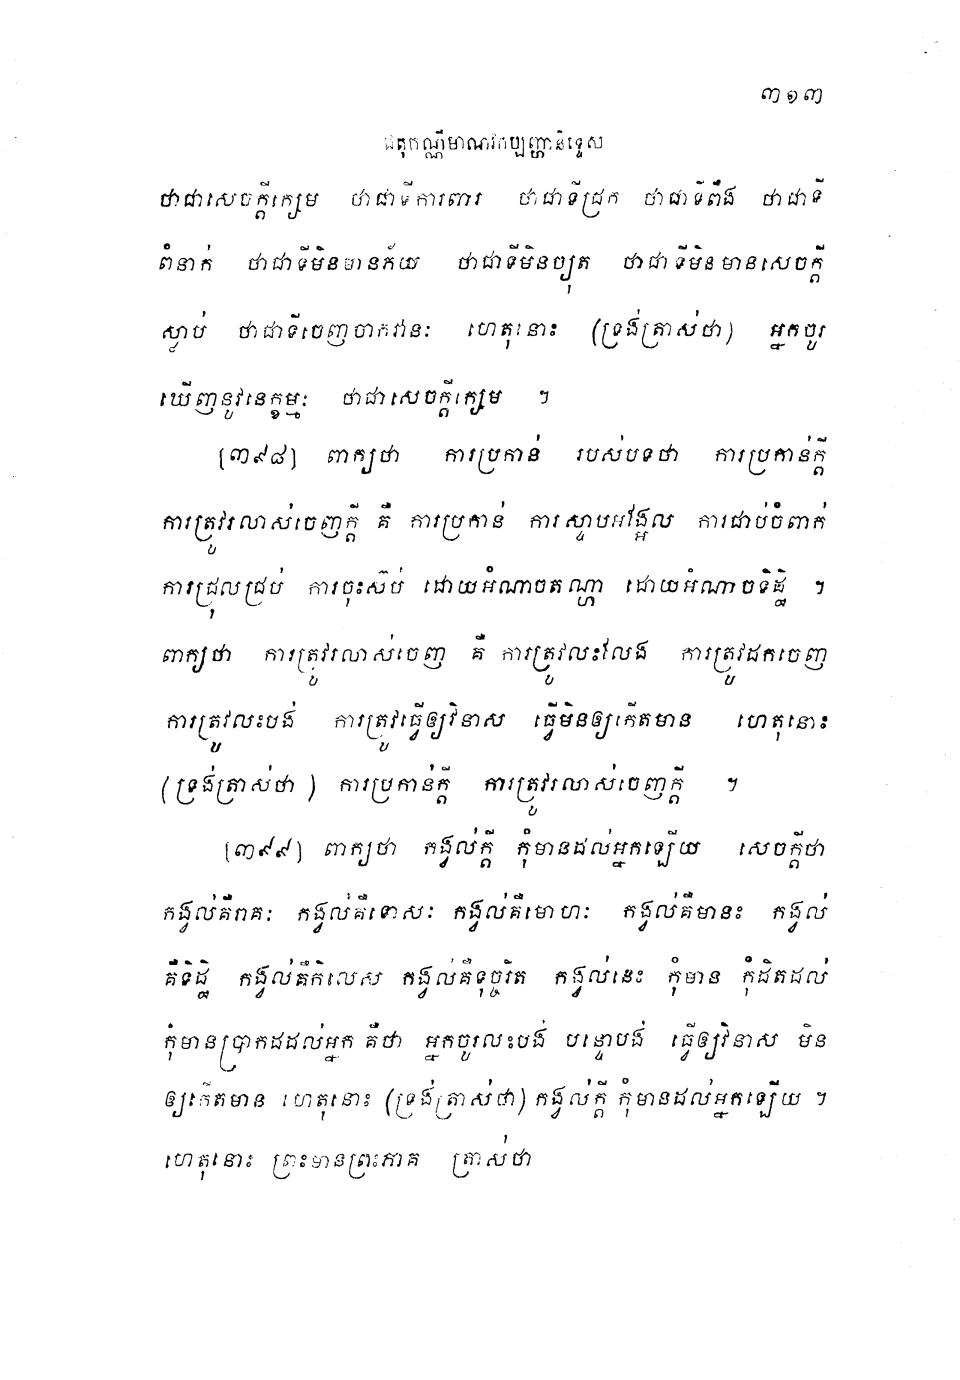 ៣១៣
ជតុកណ្ណីមាណវកប្បញ្ហានិទ្ទេស
ថាជាសេចក្តីក្សេម ថាជាទីការពារ ថាជាទីជ្រក ថាជាទីពឹង ថាជាទី
ពំនាក់ ថាជាទីមិនមានភ័យ ថាជាទីមិនច្យុត ថាជាទីមិនមានសេចក្តី
ស្លាប់ ថាជាទីចេញចាកវានៈ ហេតុនោះ (ទ្រង់ត្រាស់ថា) អ្នកចូរ
ឃើញនូវនេក្ខម្មៈ ថាជាសេចក្តីក្សេម ។
[៣៩៨] ពាក្យថា ការប្រកាន់ របស់បទថា ការប្រកាន់ក្តី
ការត្រូវរលាស់ចេញក្តី គឺ ការប្រកាន់ ការស្ទាបអង្អែល ការជាប់ចំពាក់
ការជ្រុលជ្រប់ ការចុះស៊ប់ ដោយអំណាចតណ្ហា ដោយអំណាចទិដ្ឋិ ។
ពាក្យថា ការត្រូវរលាស់ចេញ គឺ ការត្រូវលះលែង ការត្រូវដកចេញ
ការត្រូវលះបង់ ការត្រូវធ្វើឲ្យវិនាស ធ្វើមិនឲ្យកើតមាន ហេតុនោះ
(ទ្រង់ត្រាស់ថា ) ការប្រកាន់ក្តី ការត្រូវរលាស់ចេញក្តី ។
[៣៩៩] ពាក្យថា កង្វល់ក្តី កុំមានដល់អ្នកឡើយ សេចក្តីថា
កង្វល់គឺរាគៈ កង្វល់គឺទោសៈ កង្វល់គឺមោហៈ កង្វល់គឺមានះ កង្វល់
គឺទិដ្ឋិ កង្វល់គឺកិលេស កង្វល់គឺទុច្ចរិត កង្វល់នេះ កុំមាន កុំដិតដល់
កុំមានប្រាកដដល់អ្នក គឺថា អ្នកចូរលះបង់ បន្ទោបង់ ធ្វើឲ្យវិនាស មិន
ឲ្យកើតមាន ហេតុនោះ (ទ្រង់ត្រាស់ថា) កង្វល់ក្តី កុំមានដល់អ្នកឡើយ ។
ហេតុនោះ ព្រះមានព្រះភាគ ត្រាស់ថា